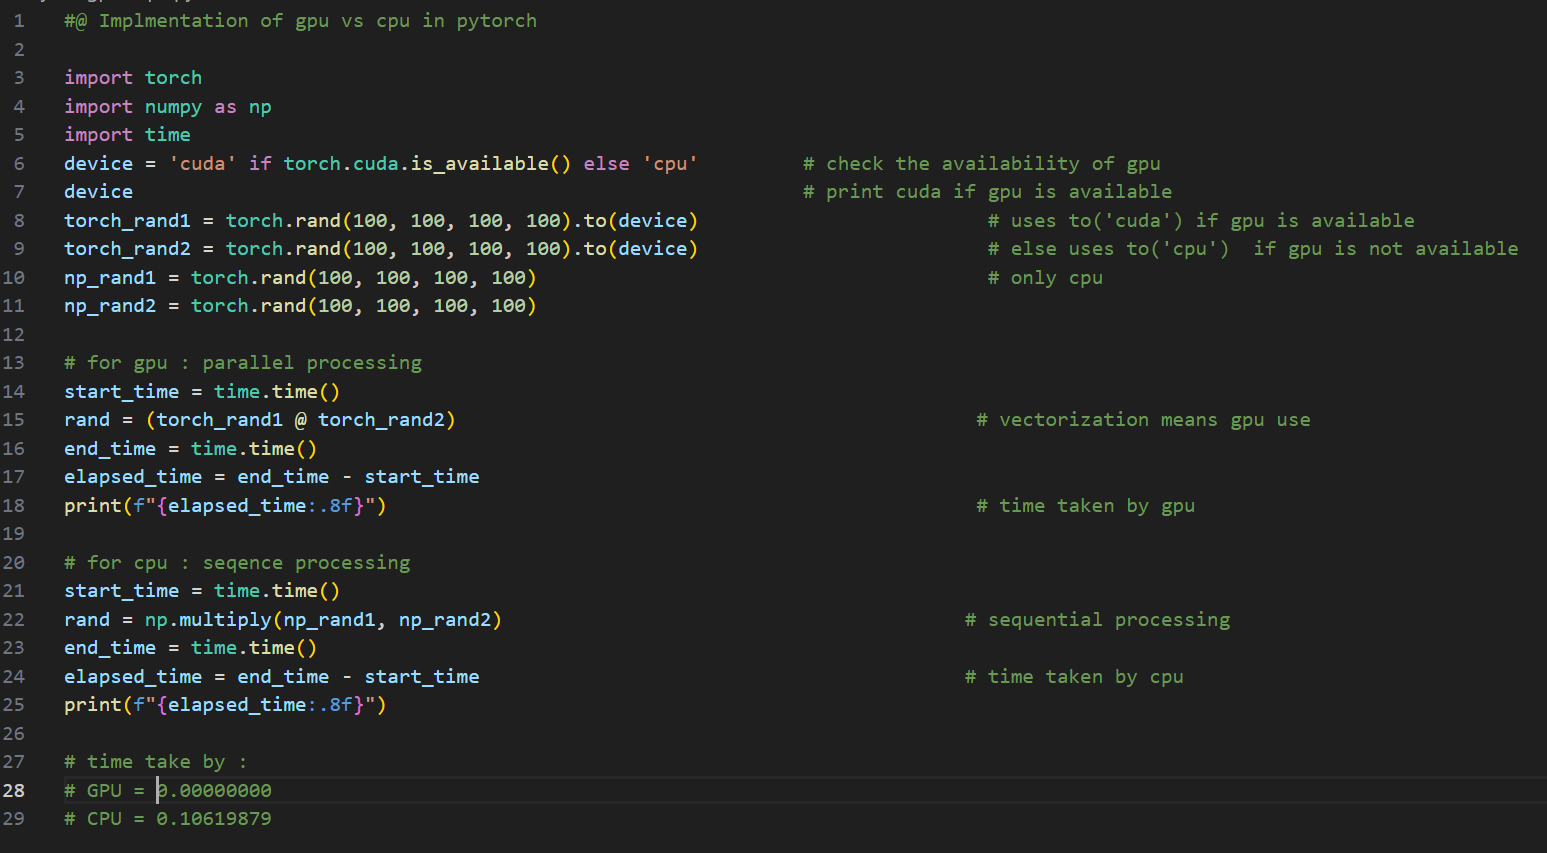 1 #@ Implmentation of gpu vs cpu in pytorch
2
3 import torch
4 import numpy as np
5 import time
6 device = 'cuda' if torch.cuda.is_available() else 'cpu' # check the availability of gpu
7 device # print cuda if gpu is available
8 torch_rand1 = torch.rand(100, 100, 100, 100).to(device) # uses to('cuda') if gpu is available
9 torch_rand2 = torch.rand(100, 100, 100, 100).to(device) # else uses to('cpu')  if gpu is not available
10 np_rand1 = torch.rand(100, 100, 100, 100) # only cpu
11 np_rand2 = torch.rand(100, 100, 100, 100)
12
13 # for gpu : parallel processing
14 start_time = time.time()
15 rand = (torch_rand1 @ torch_rand2) # vectorization means gpu use
16 end_time = time.time()
17 elapsed_time = end_time - start_time
18 print(f"{elapsed_time:.8f}") # time taken by gpu
19
20 # for cpu : seqence processing
21 start_time = time.time()
22 rand = np.multiply(np_rand1, np_rand2) # sequential processing
23 end_time = time.time()
24 elapsed_time = end_time - start_time # time taken by cpu
25 print(f"{elapsed_time:.8f}")
26
27 # time take by :
28 # GPU = 0.00000000
29 # CPU = 0.10619879